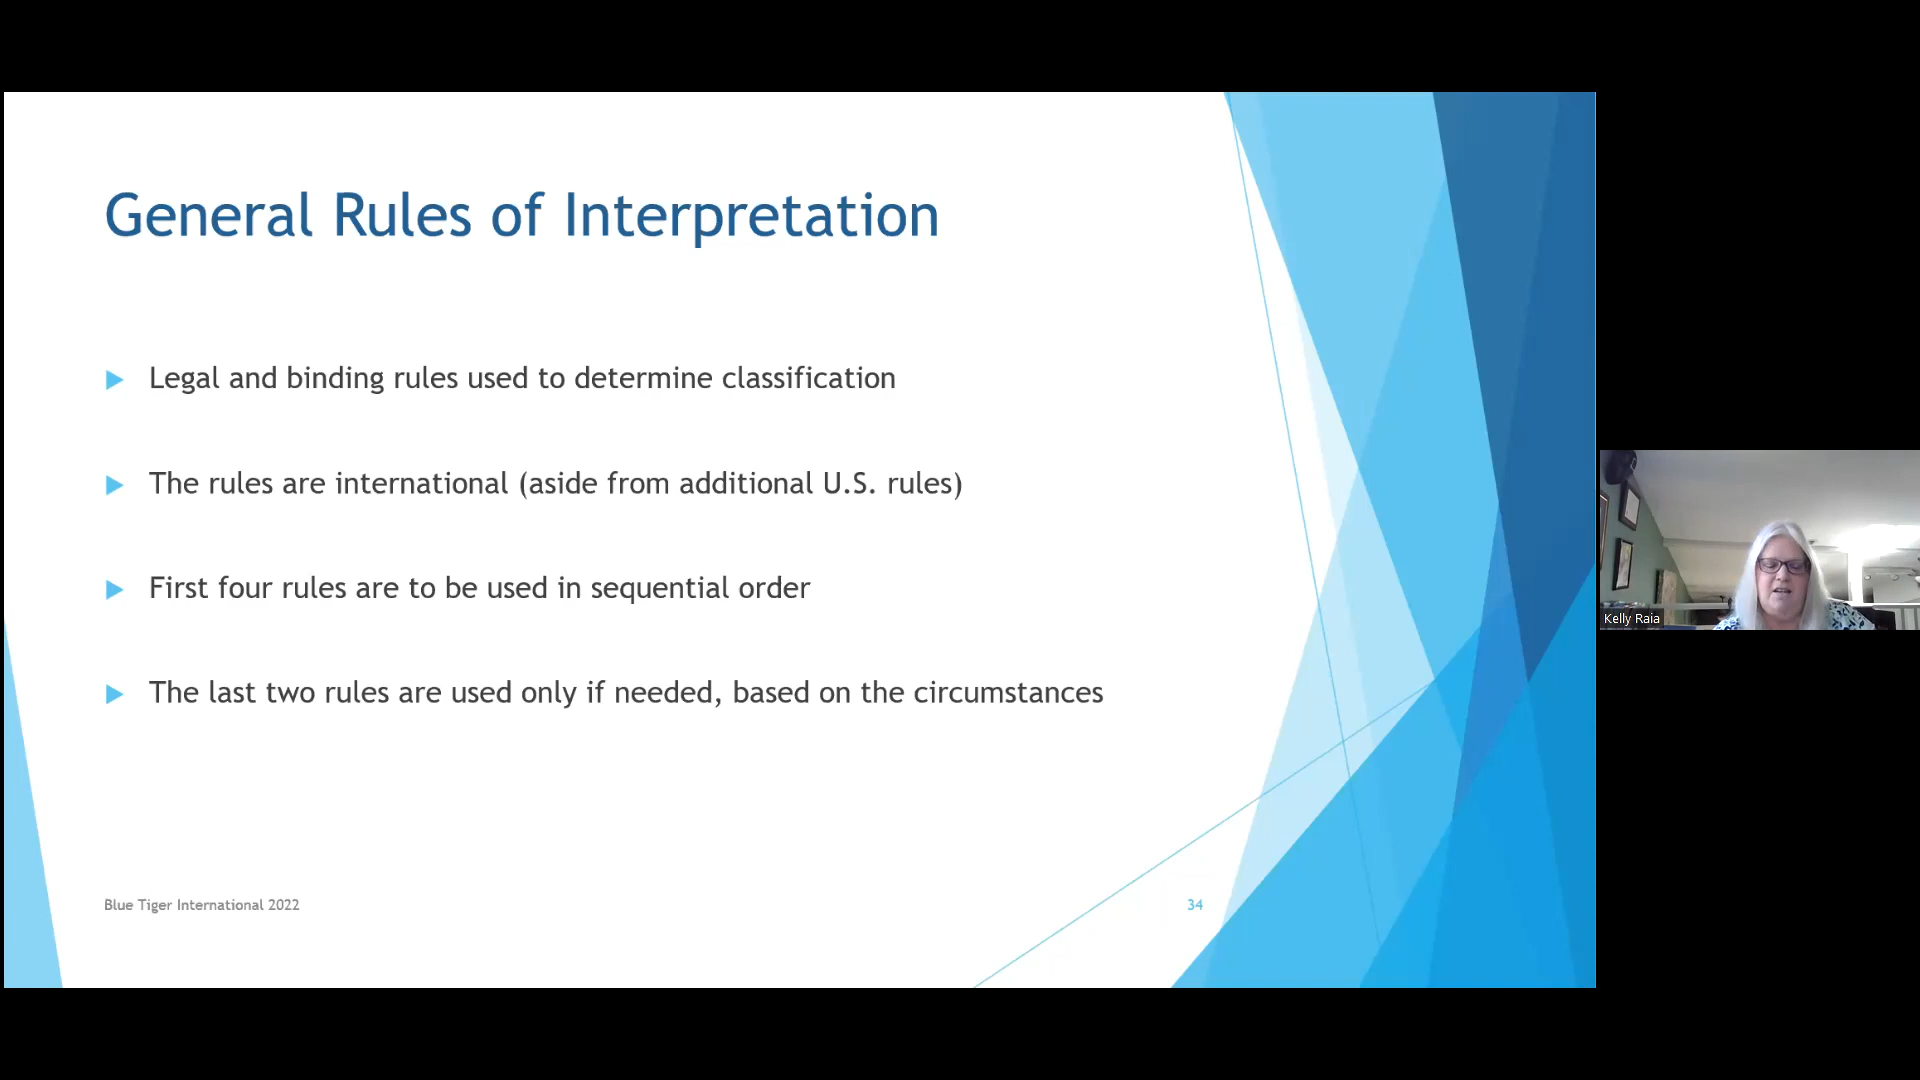 General Rules of Interpretation
Legal and binding rules used to determine classification
The rules are international (aside from additional U.S. rules)
First four rules are to be used in sequential order
The last two rules are used only if needed, based on the circumstances
Blue Tiger International 2022
34
Kelly Raia